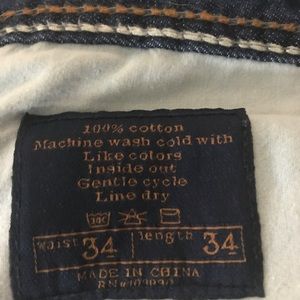 100% cotton
Machine wash cold with
Like colors
Inside out
Gentle cycle
Line dry
waist 34 length 34
MADE IN CHINA